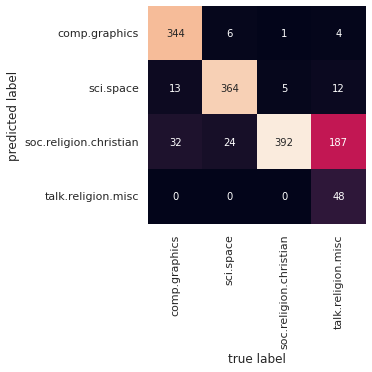 predicted label
comp.graphics 344 6 1 4
sci.space 13 364 5 12
soc.religion.christian 32 24 392 187
talk.religion.misc 0 0 0 48
comp.graphics
sci.space
soc.religion.christian
talk.religion.misc
true label